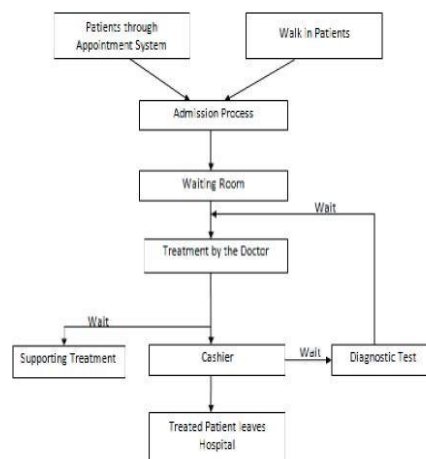 Patients through
Appointment System
Walk in Patients
Admission Process
Waiting Room
Wait
Treatment by the Doctor
Wait
Supporting Treatment
Cashier
Wait
Diagnostic Test
Treated Patient leaves
Hospital